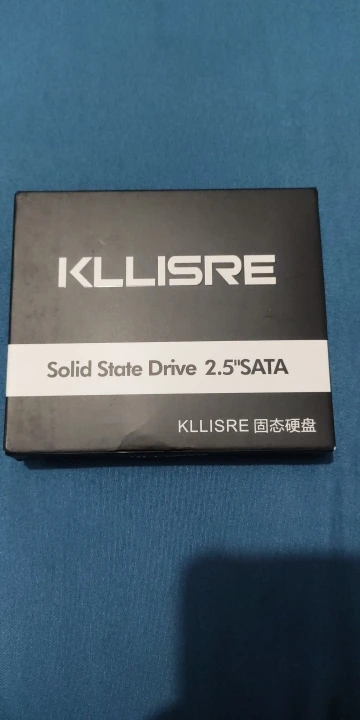 KLLISRE
Solid State Drive 2.5"SATA
KLLISRE 固态硬盘